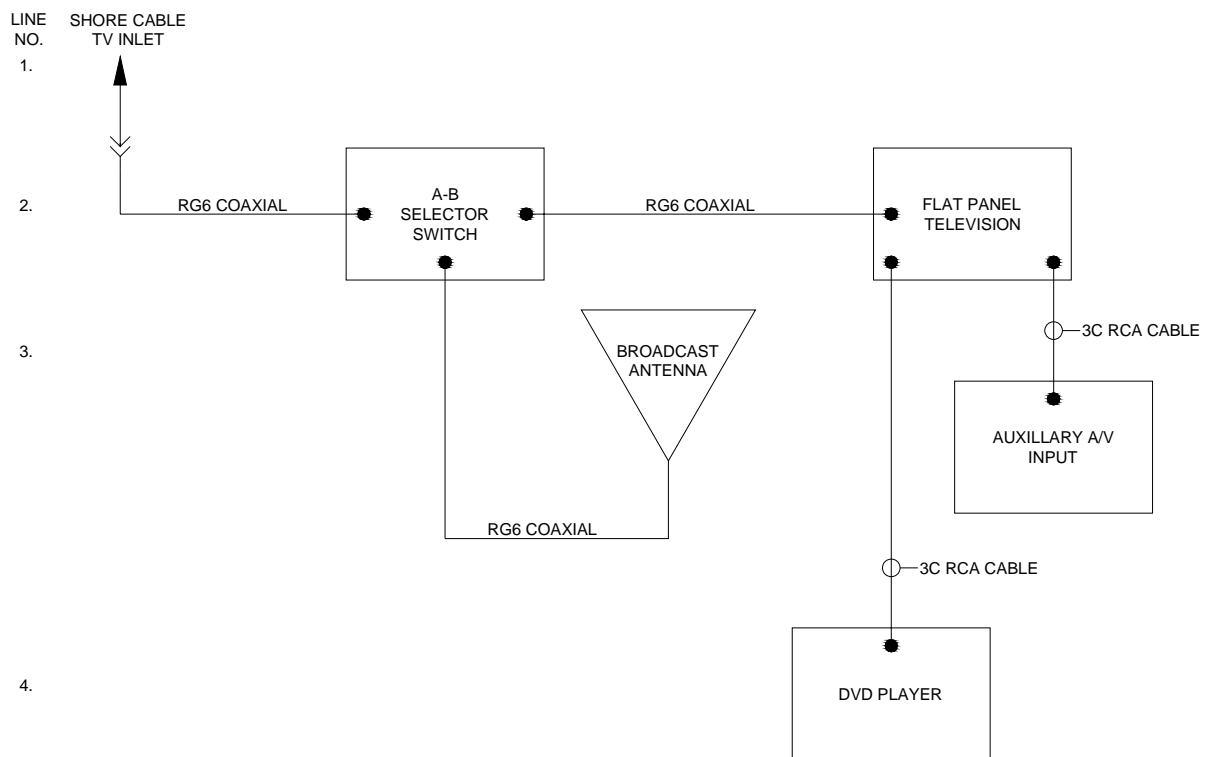 LINE
NO.
SHORE CABLE
TV INLET
1.
2.
RG6 COAXIAL
A-B
SELECTOR
SWITCH
RG6 COAXIAL
FLAT PANEL
TELEVISION
3.
BROADCAST
ANTENNA
3C RCA CABLE
AUXILLARY A/V
INPUT
RG6 COAXIAL
3C RCA CABLE
4.
DVD PLAYER